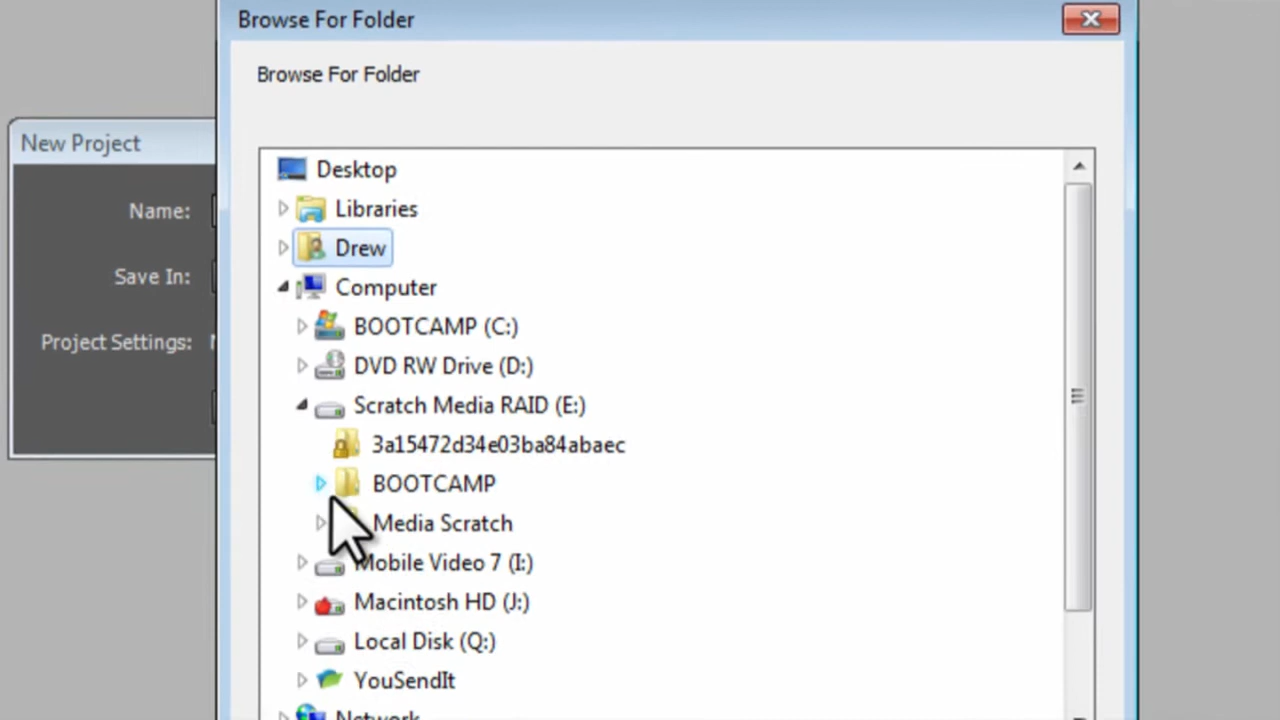 Browse For Folder
Browse For Folder
New Project
Name:
Save In:
Project Settings:
Desktop
Libraries
Drew
Computer
BOOTCAMP (C:)
DVD RW Drive (D:)
Scratch Media RAID (E:)
3a15472d34e03ba84abaec
BOOTCAMP
Media Scratch
Mobile Video 7 (I:)
Macintosh HD (J:)
Local Disk (Q:)
YouSendIt
Network